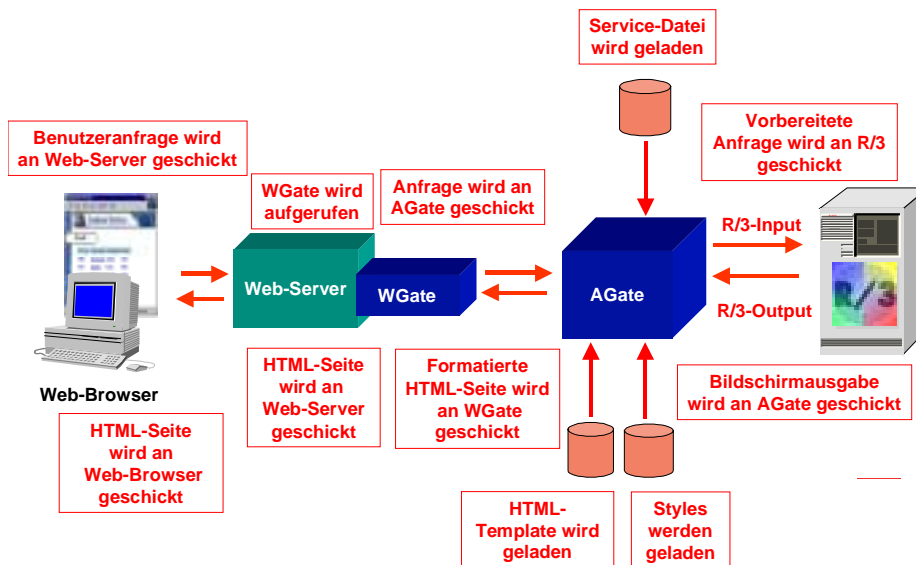 Service-Datei
wird geladen
Benutzeranfrage wird
an Web-Server geschickt
Vorbereitete
Anfrage wird an R/3
geschickt
WGate wird
aufgerufen
Anfrage wird an
AGate geschickt
R/3-Input
Web-Server
WGate
AGate
R/3
R/3-Output
Web-Browser
HTML-Seite
wird an
Web-Server
geschickt
Formatierte
HTML-Seite wird
an WGate
geschickt
Bildschirmausgabe
wird an AGate geschickt
HTML-Seite
wird an
Web-Browser
geschickt
HTML-
Template wird
geladen
Styles
werden
geladen